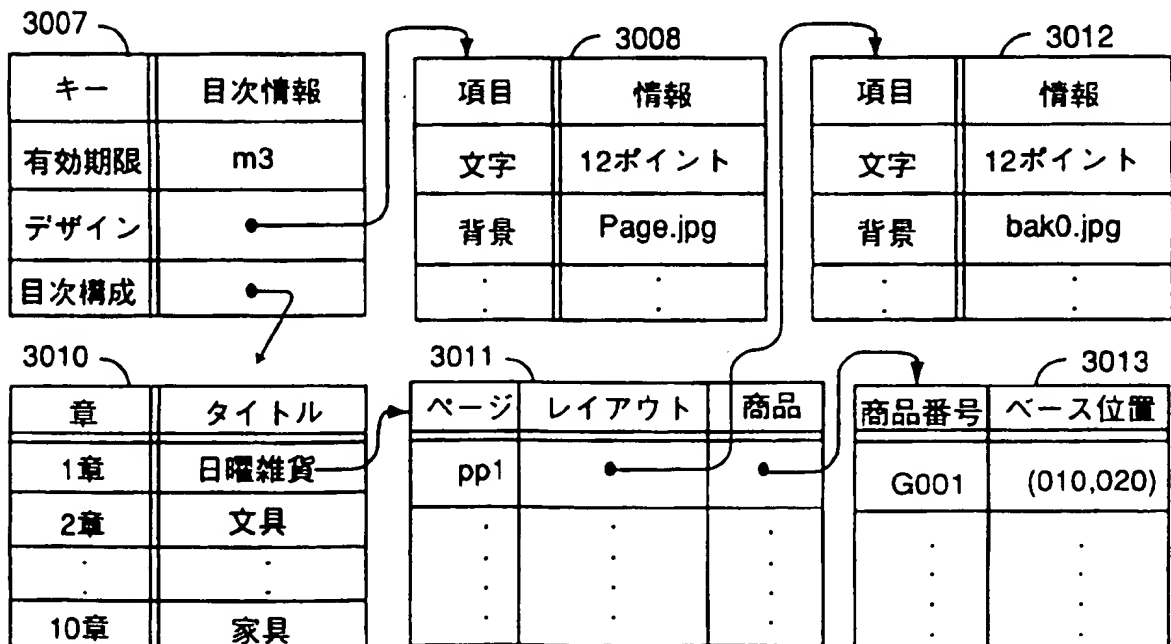 3007
キー 目次情報
有効期限 m3
デザイン
目次構成
3008
項目 情報
文字 12ポイント
背景 Page.jpg
3012
項目 情報
文字 12ポイント
背景 bak0.jpg
3010
章 タイトル
1章 日曜雑貨
2章 文具
10章 家具
3011
ページ レイアウト 商品
pp1
3013
商品番号 ベース位置
G001 (010,020)